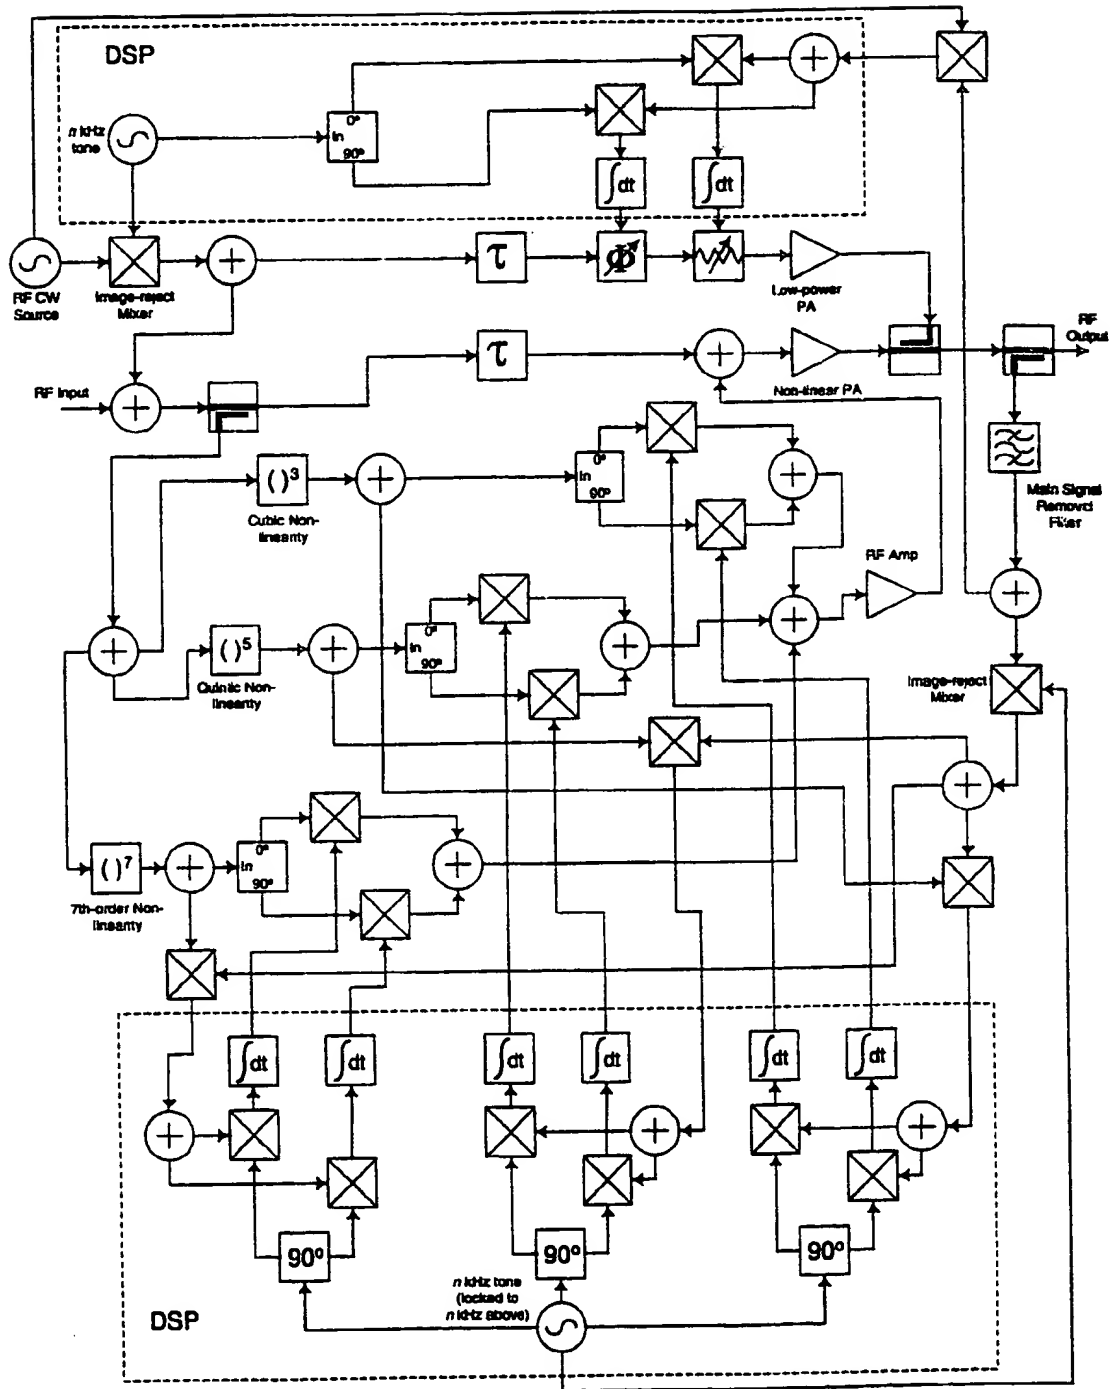 DSP
0°
n kHz
tone
In
90°
∫dt
∫dt
τ
Φ
RF CW
Source
Image-reject
Mixer
Low-power
PA
RF
Output
τ
RF Input
Non-linear PA
( )³
0°
In
90°
Cubic Non-
linearity
Main Signal
Removal
Filter
RF Amp
0°
In
90°
( )⁵
Quintic Non-
linearity
Image-reject
Mixer
0°
In
90°
( )⁷
7th-order Non-
linearity
∫dt
∫dt
∫dt
∫dt
∫dt
∫dt
90°
90°
90°
n kHz tone
(locked to
n kHz above)
DSP